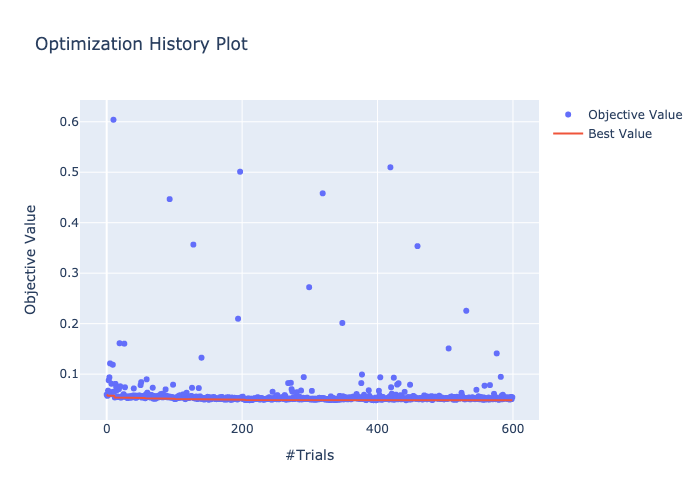 Optimization History Plot
Objective Value
Best Value
0.6
0.5
0.4
0.3
0.2
0.1
Objective Value
0
200
400
600
#Trials